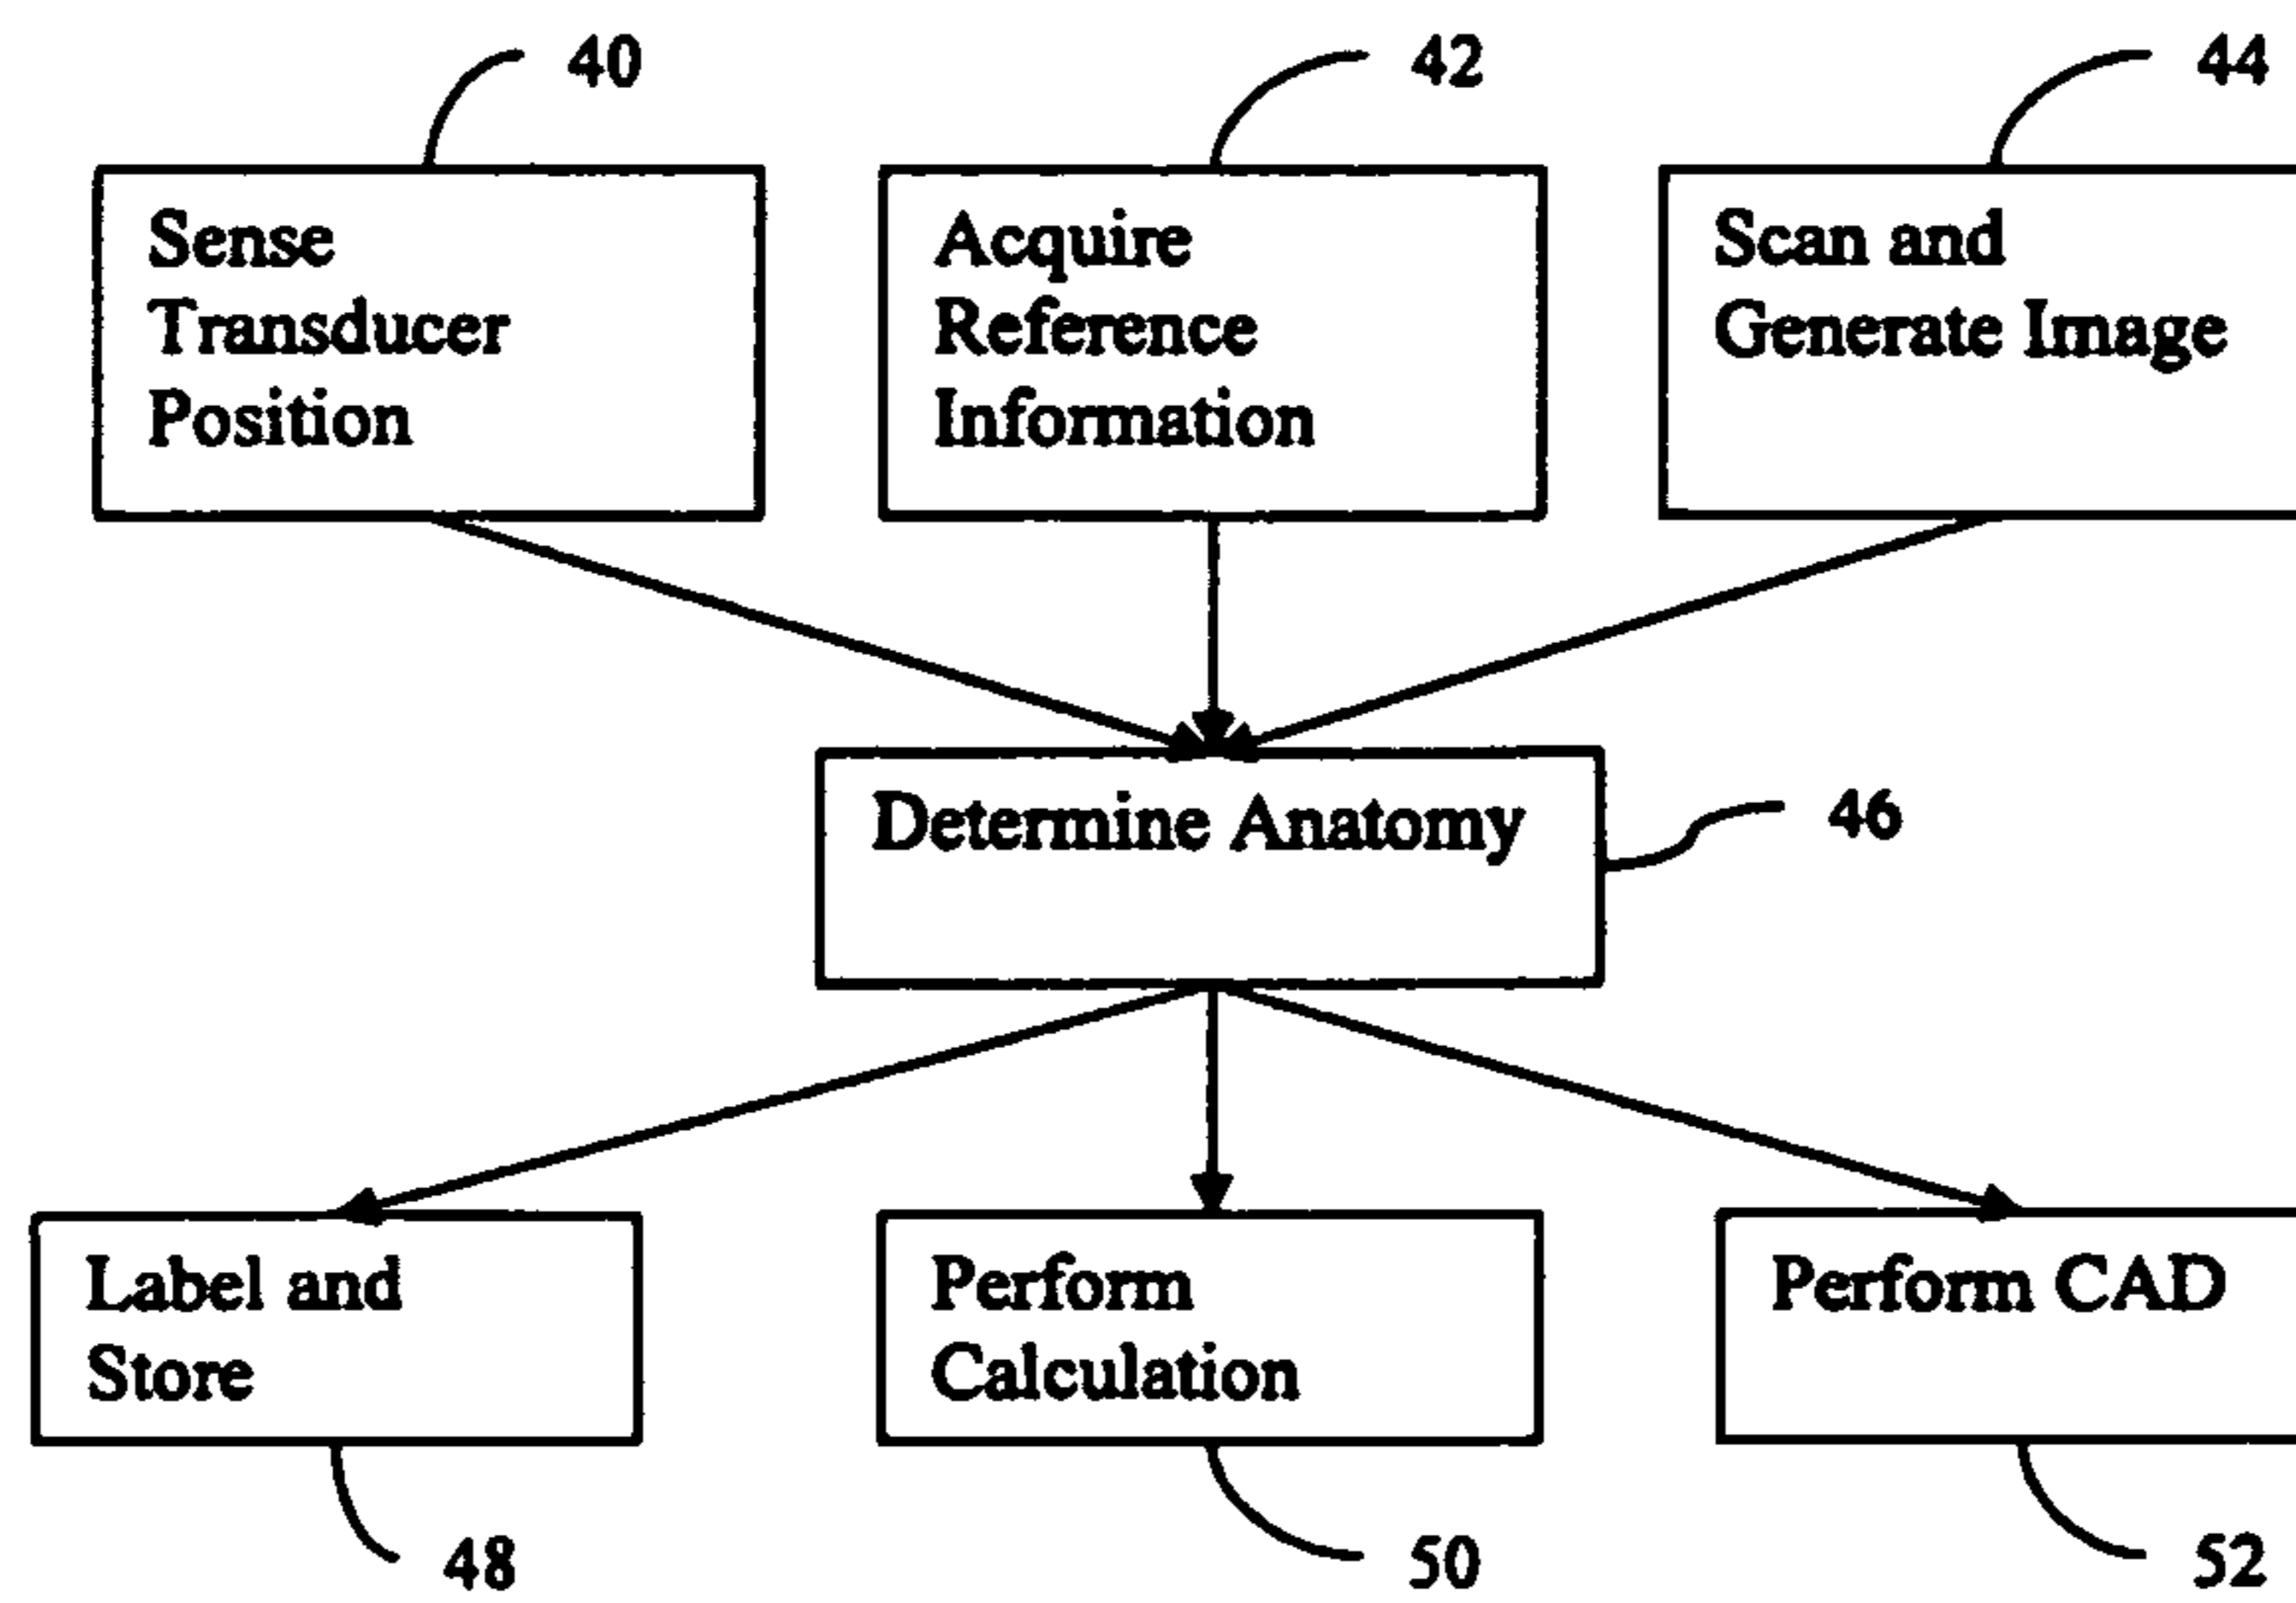 40
42
44
Sense
Transducer
Position
Acquire
Reference
Information
Scan and
Generate Image
Determine Anatomy
46
Label and
Store
Perform
Calculation
Perform CAD
48
50
52